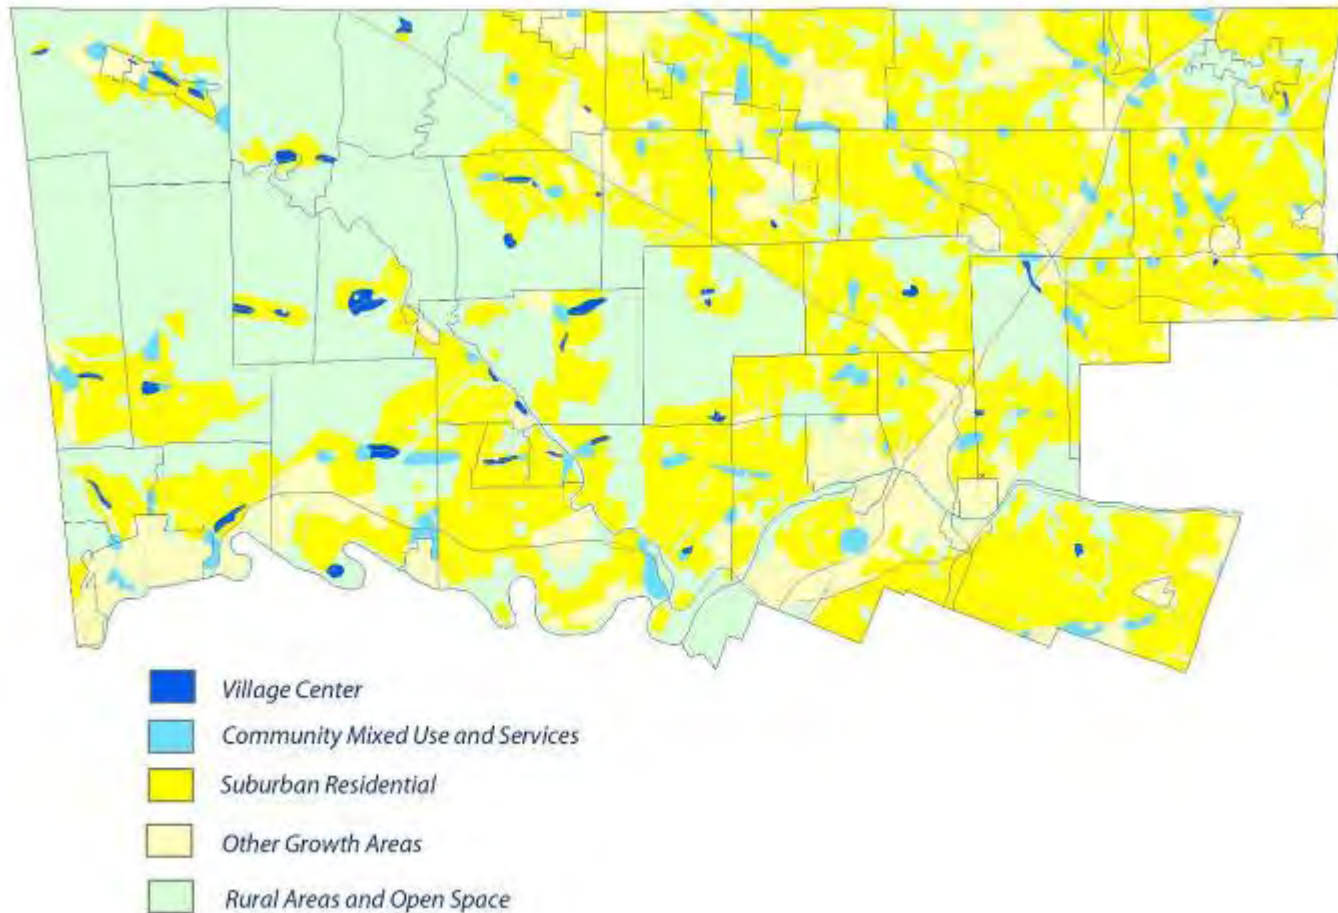 Village Center
Community Mixed Use and Services
Suburban Residential
Other Growth Areas
Rural Areas and Open Space